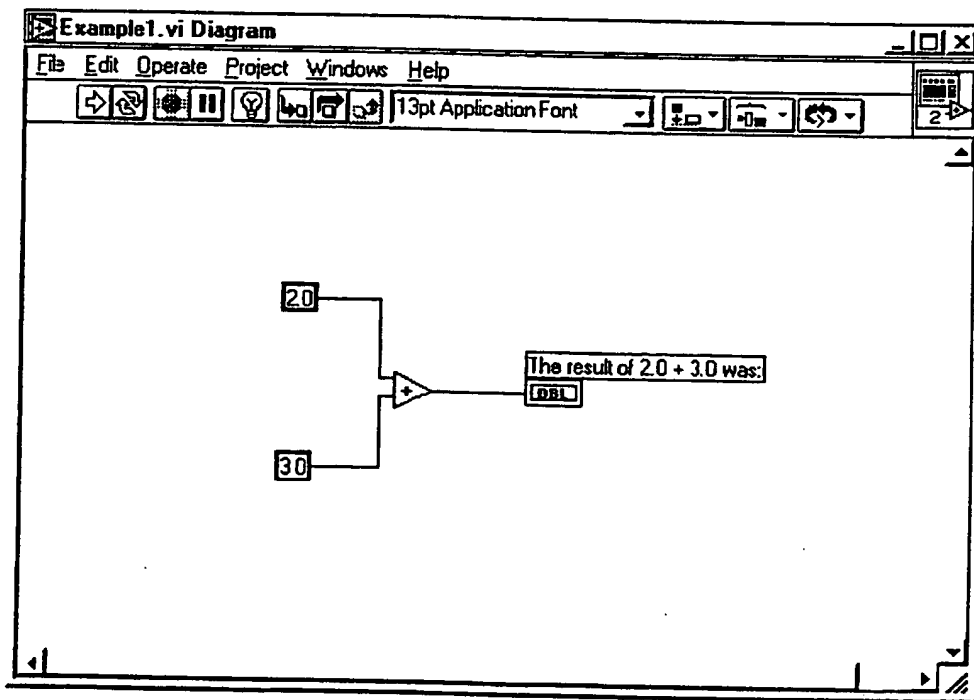 Example1.vi Diagram
File Edit Operate Project Windows Help
13pt Application Font
2
2.0
The result of 2.0 + 3.0 was:
DBL
+
3.0